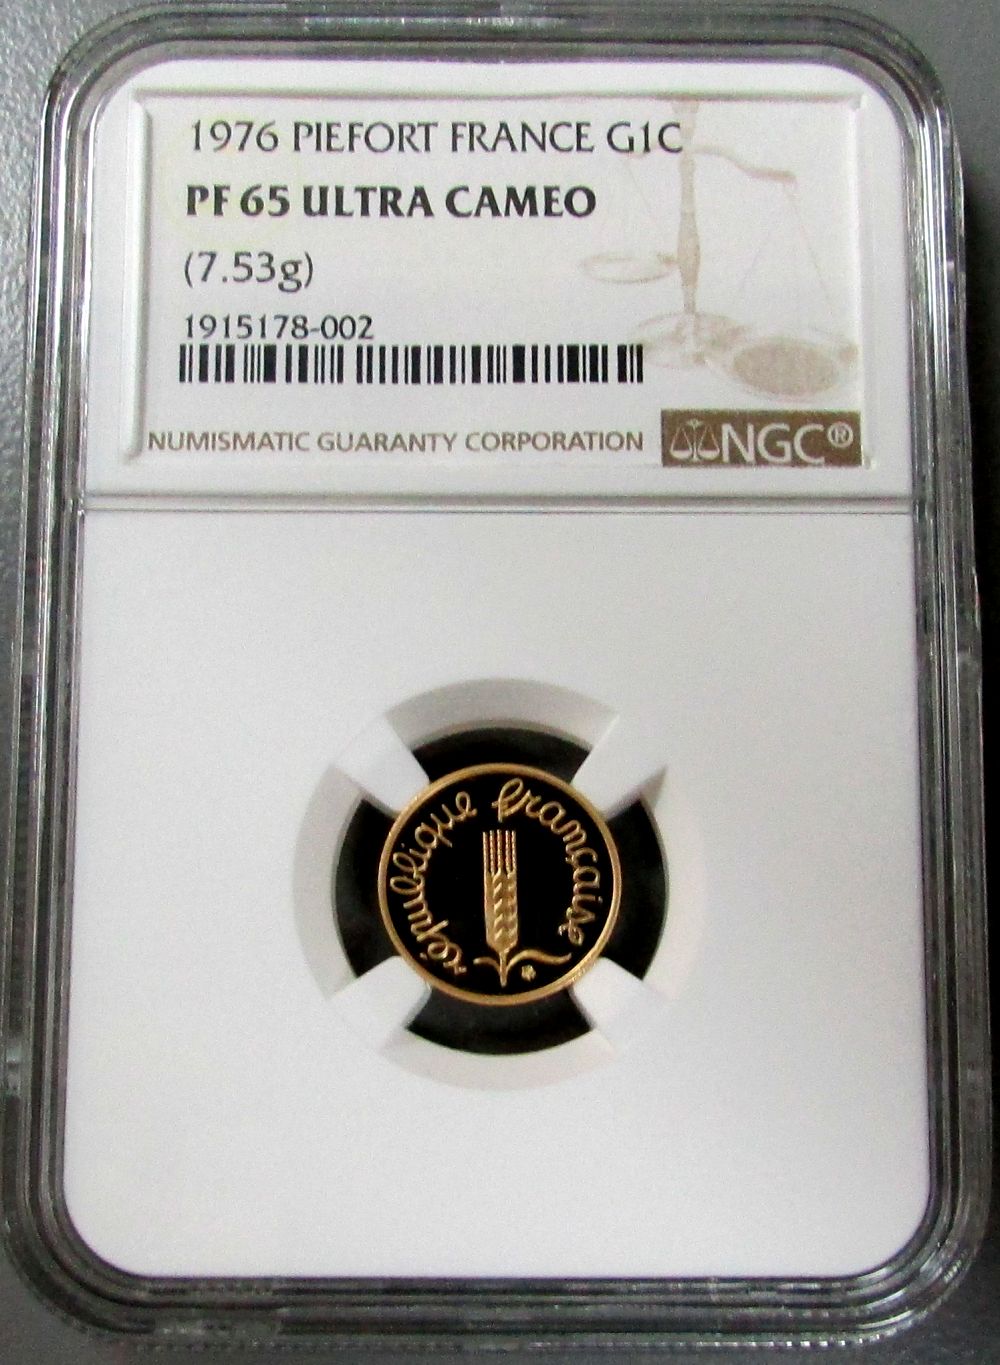 1976 PIEFORT FRANCE G1C
PF 65 ULTRA CAMEO
(7.53g)
1915178-002
NUMISMATIC GUARANTY CORPORATION NGC®
république française